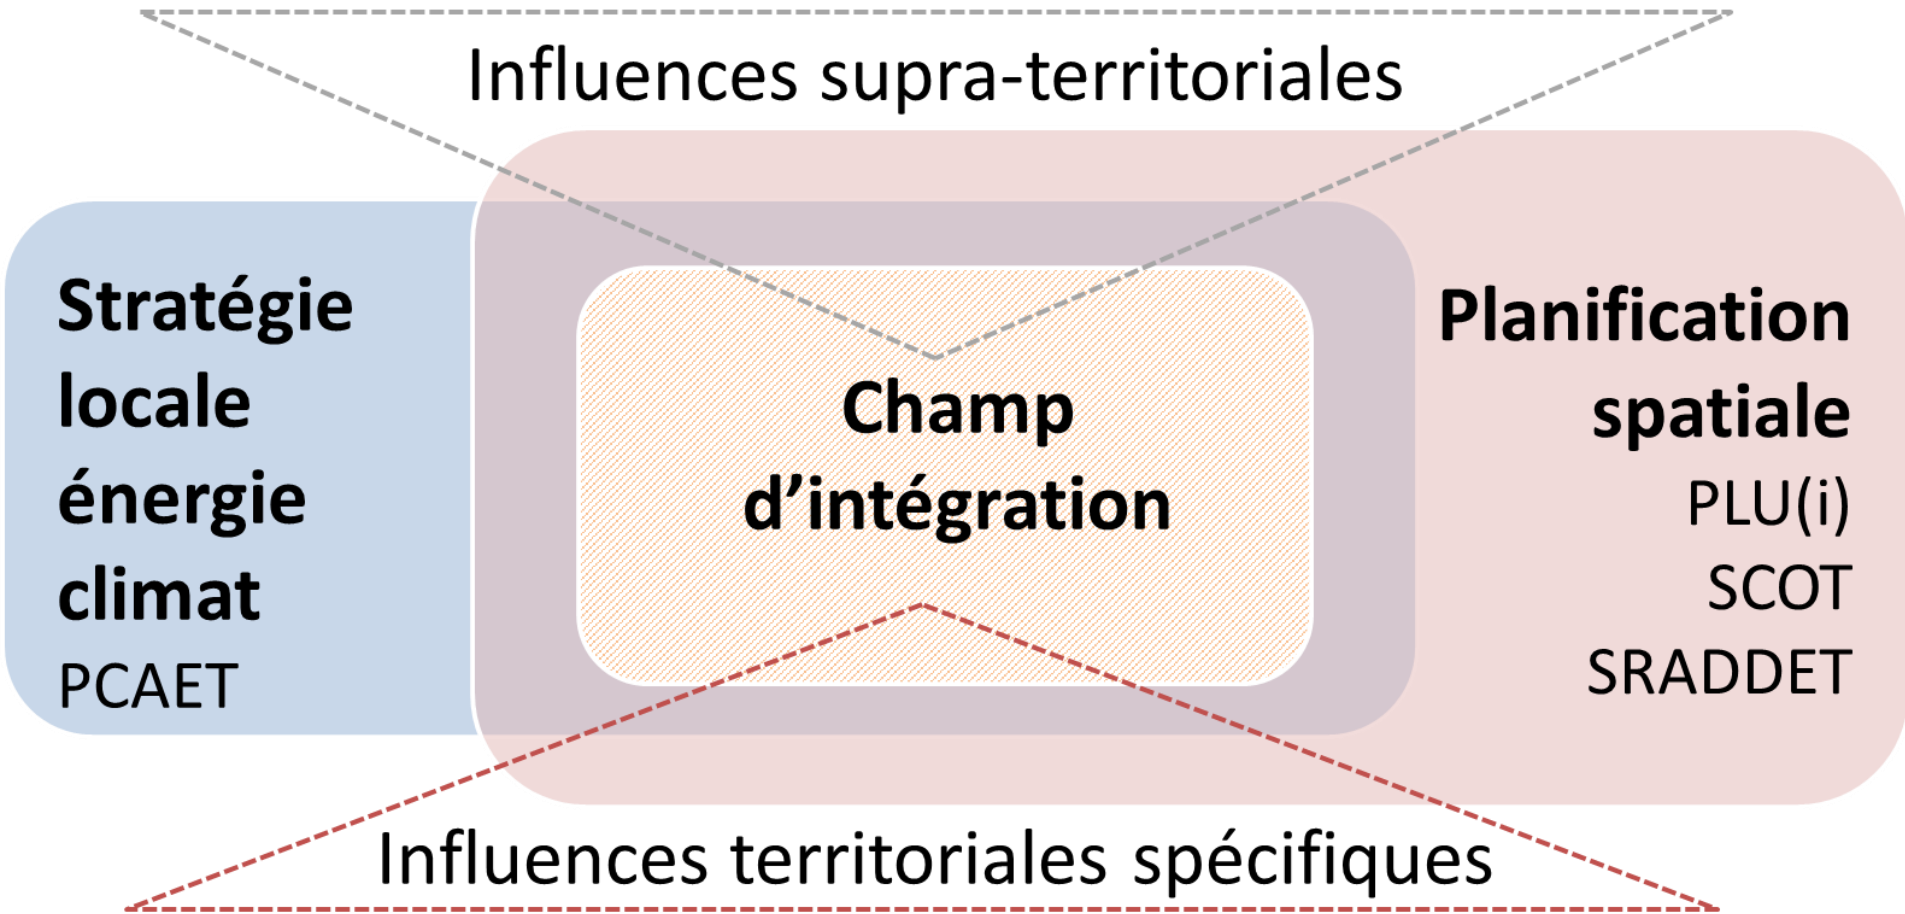 Influences supra-territoriales
Stratégie
locale
énergie
climat
PCAET
Champ
d’intégration
Planification
spatiale
PLU(i)
SCOT
SRADDET
Influences territoriales spécifiques